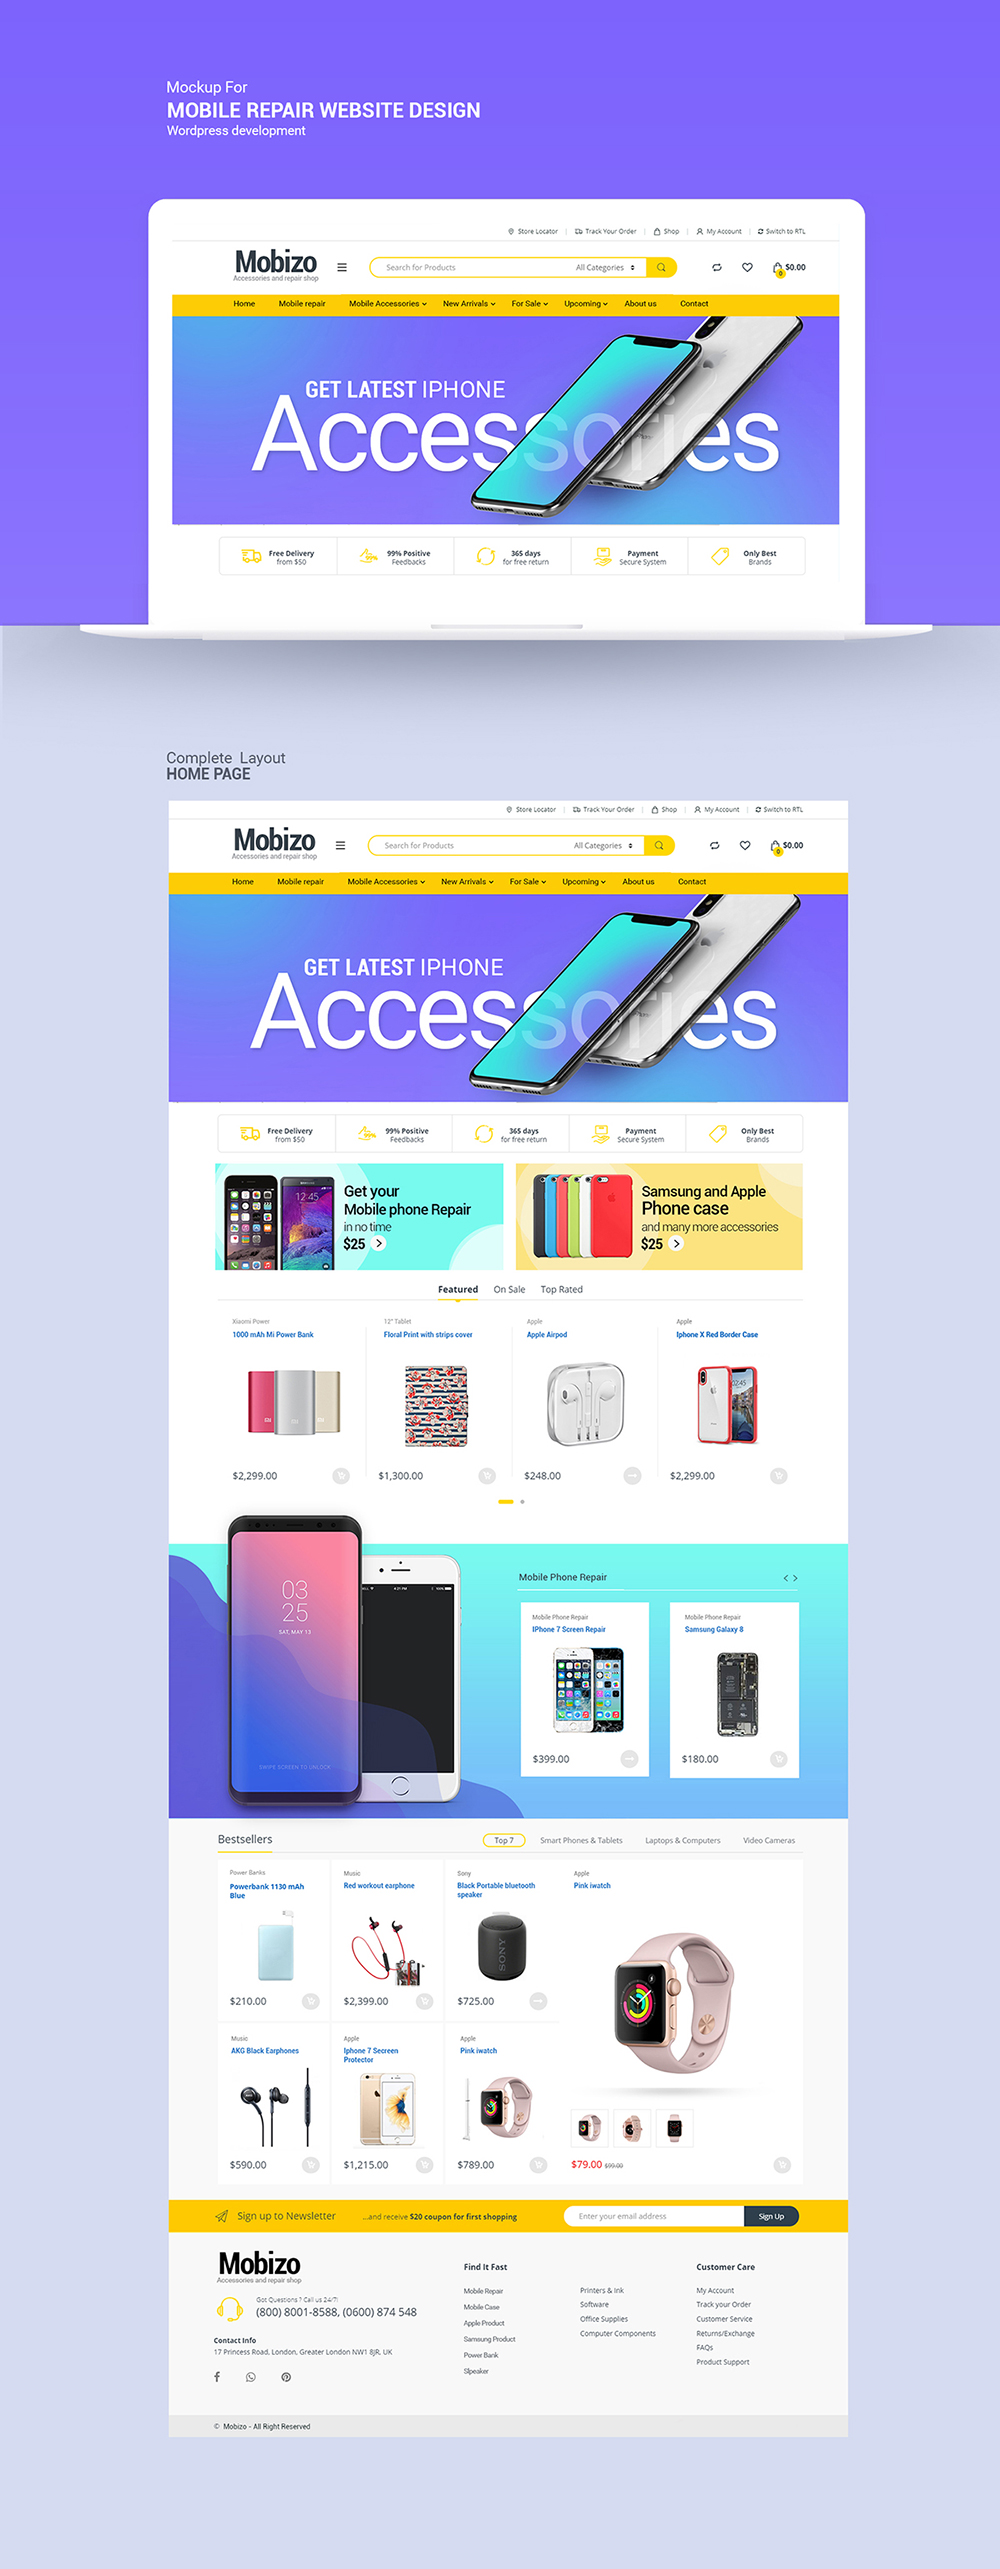 Mockup For
MOBILE REPAIR WEBSITE DESIGN
Wordpress development
Store Locator | Track Your Order | Shop | My Account | Switch to RTL
Mobizo
Accessories and repair shop
Search for Products All Categories
$0.00
0
Home Mobile repair Mobile Accessories New Arrivals For Sale Upcoming About us Contact
GET LATEST IPHONE
Accessories
Free Delivery
from $50
99% Positive
Feedbacks
365 days
for free return
Payment
Secure System
Only Best
Brands
Complete Layout
HOME PAGE
Store Locator | Track Your Order | Shop | My Account | Switch to RTL
Mobizo
Accessories and repair shop
Search for Products All Categories
$0.00
0
Home Mobile repair Mobile Accessories New Arrivals For Sale Upcoming About us Contact
GET LATEST IPHONE
Accessories
Free Delivery
from $50
99% Positive
Feedbacks
365 days
for free return
Payment
Secure System
Only Best
Brands
12:45
Get your
Mobile phone Repair
in no time
$25
Samsung and Apple
Phone case
and many more accessories
$25
Featured On Sale Top Rated
Xiaomi Power
1000 mAh Mi Power Bank
$2,299.00
12" Tablet
Floral Print with strips cover
$1,300.00
Apple
Apple Airpod
$248.00
Apple
Iphone X Red Border Case
$2,299.00
03
25
SAT, MAY 13
SWIPE SCREEN TO UNLOCK
4:21 PM
100%
Mobile Phone Repair
Mobile Phone Repair
IPhone 7 Screen Repair
$399.00
Mobile Phone Repair
Samsung Galaxy 8
$180.00
Bestsellers
Top 7 Smart Phones & Tablets Laptops & Computers Video Cameras
Power Banks
Powerbank 1130 mAh
Blue
$210.00
Music
Red workout earphone
$2,399.00
Sony
Black Portable bluetooth
speaker
SONY
$725.00
Apple
Pink iwatch
Music
AKG Black Earphones
$590.00
Apple
Iphone 7 Secreen
Protector
$1,215.00
Apple
Pink iwatch
$789.00
$79.00 $99.00
Sign up to Newsletter ...and receive $20 coupon for first shopping
Enter your email address Sign Up
Mobizo
Accessories and repair shop
Got Questions ? Call us 24/7!
(800) 8001-8588, (0600) 874 548
Contact Info
17 Princess Road, London, Greater London NW1 8JR, UK
Find It Fast
Mobile Repair
Mobile Case
Apple Product
Samsung Product
Power Bank
Slpeaker
Printers & Ink
Software
Office Supplies
Computer Components
Customer Care
My Account
Track your Order
Customer Service
Returns/Exchange
FAQs
Product Support
© Mobizo - All Right Reserved